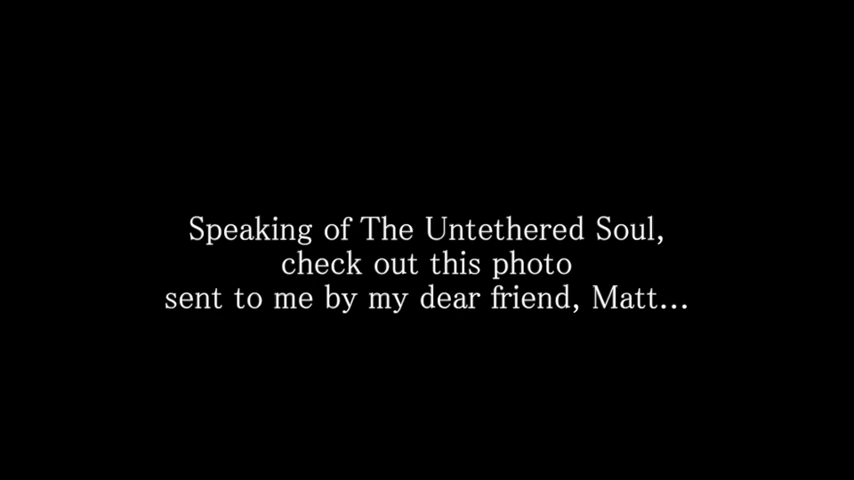 Speaking of The Untethered Soul,
check out this photo
sent to me by my dear friend, Matt...